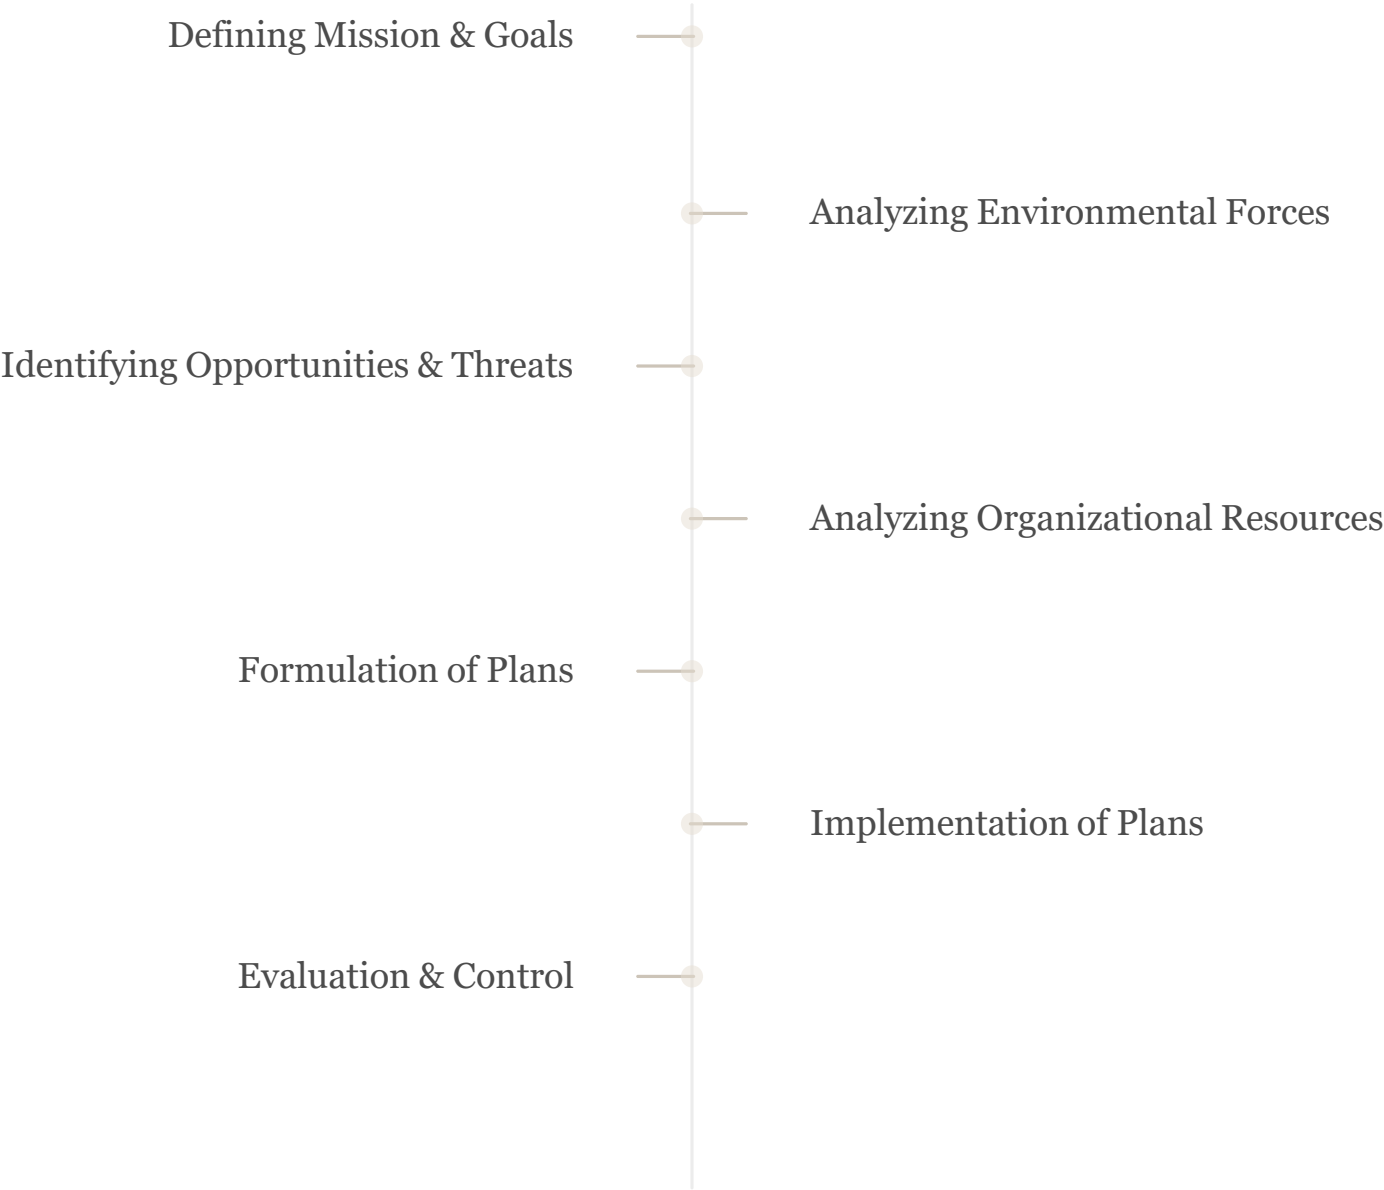 Defining Mission & Goals
Analyzing Environmental Forces
Identifying Opportunities & Threats
Analyzing Organizational Resources
Formulation of Plans
Implementation of Plans
Evaluation & Control